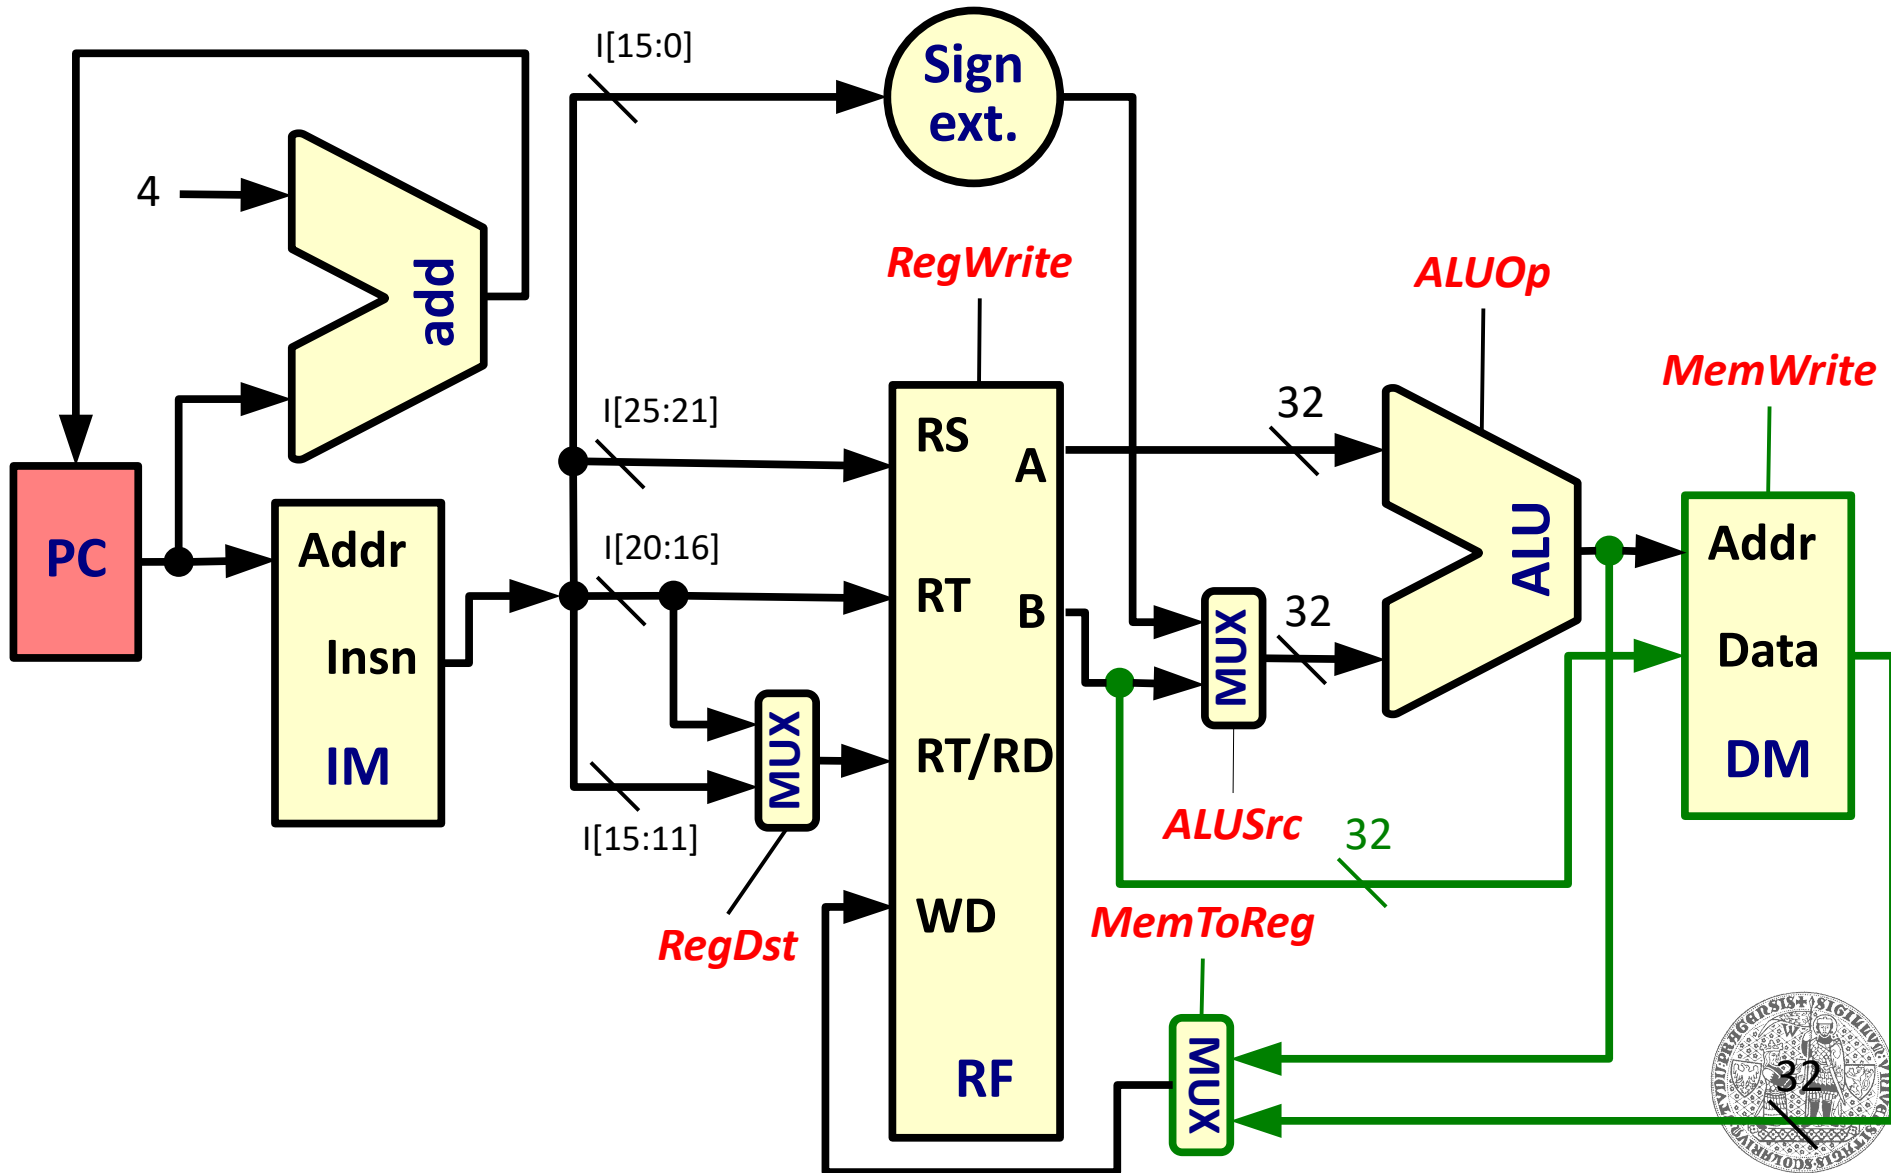 I[15:0]
Sign
ext.
4
add
RegWrite
ALUOp
MemWrite
I[25:21]
32
RS
A
PC
Addr
Insn
IM
I[20:16]
RT
B
MUX
32
ALU
Addr
Data
DM
MUX
RT/RD
I[15:11]
ALUSrc
32
RegDst
WD
MemToReg
RF
MUX
32